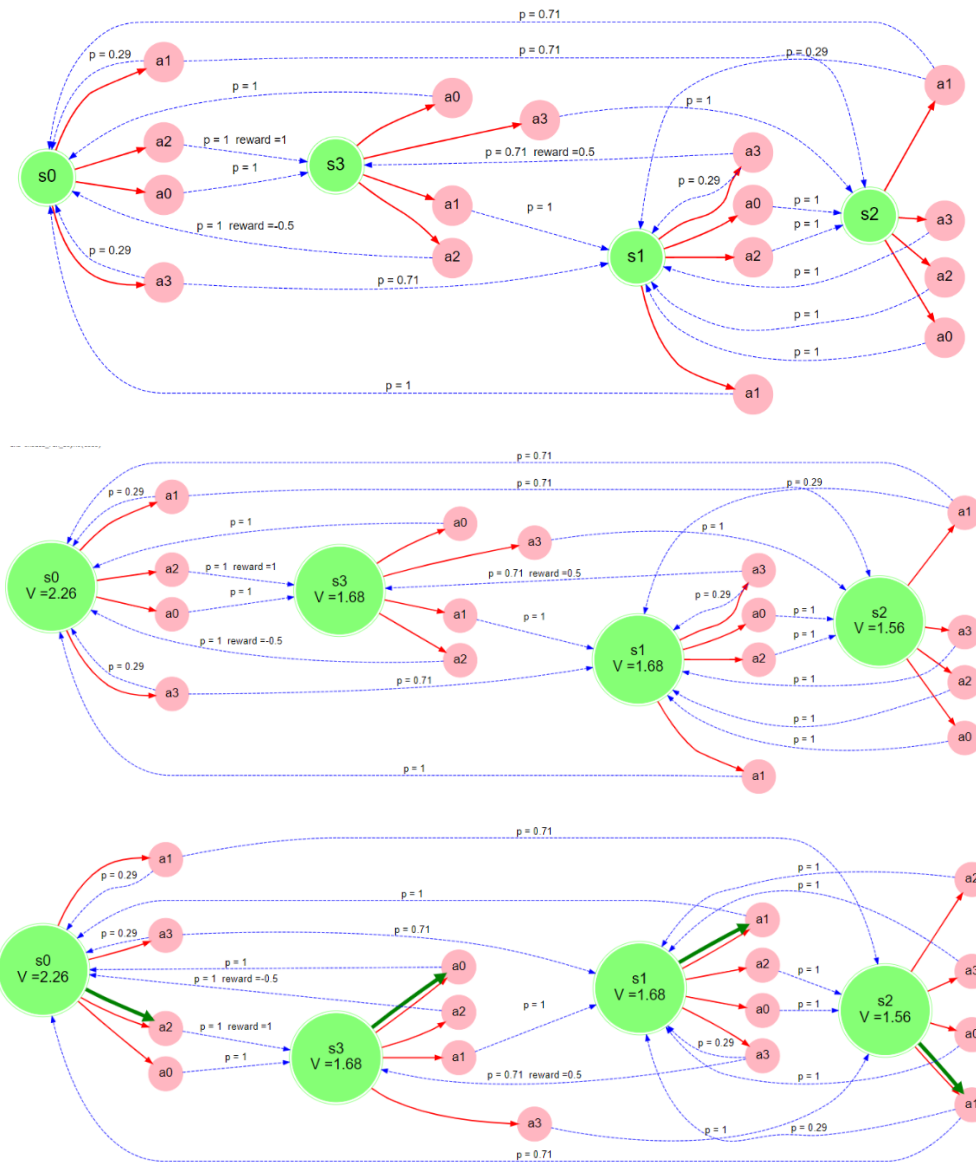 p = 0.71
p = 0.29
a1
p = 0.71
p = 0.29
a1
p = 1
a0
a3
p = 1
a2
p = 1 reward =1
s3
p = 0.71 reward =0.5
a3
s0
p = 0.29
a0
p = 1
a1
p = 1
a0
p = 1
s2
a3
p = 1 reward =-0.5
a2
s1
a2
p = 1
p = 1
a2
p = 0.29
a3
p = 0.71
p = 1
a0
p = 1
a1
p = 0.71
p = 0.29
a1
p = 0.71
p = 0.29
a1
p = 1
a0
a3
p = 1
s0
V =2.26
a2
p = 1 reward =1
s3
V =1.68
p = 0.71 reward =0.5
a3
p = 0.29
a0
p = 1
a1
p = 1
a0
p = 1
s2
V =1.56
a3
p = 1 reward =-0.5
a2
s1
V =1.68
a2
p = 1
p = 1
a2
p = 0.29
a3
p = 0.71
p = 1
a0
p = 1
a1
p = 0.71
a1
p = 0.29
p = 1
p = 1
p = 1
a2
a1
p = 0.29
a3
p = 0.71
s0
V =2.26
p = 1
a0
a2
s1
V =1.68
p = 1
a3
p = 1 reward =-0.5
a2
p = 1
a0
p = 1
s2
V =1.56
a2
p = 1 reward =1
s3
V =1.68
a0
p = 1
a1
p = 0.29
a3
a0
p = 0.71 reward =0.5
p = 1
a1
a3
p = 1
p = 0.29
p = 0.71